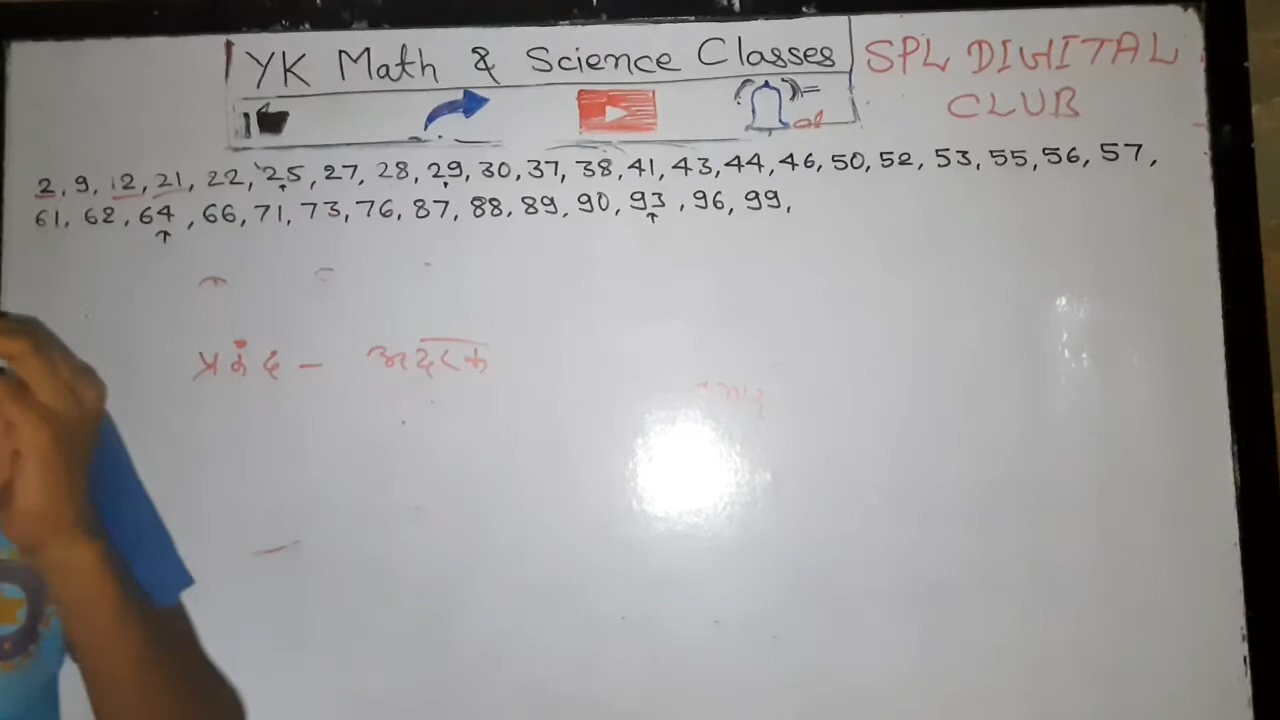 YK Math & Science Classes
SPL DIGITAL
CLUB
2, 9, 12, 21, 22, 25, 27, 28, 29, 30, 37, 38, 41, 43, 44, 46, 50, 52, 53, 55, 56, 57,
61, 62, 64, 66, 71, 73, 76, 87, 88, 89, 90, 93, 96, 99,
- अदरक